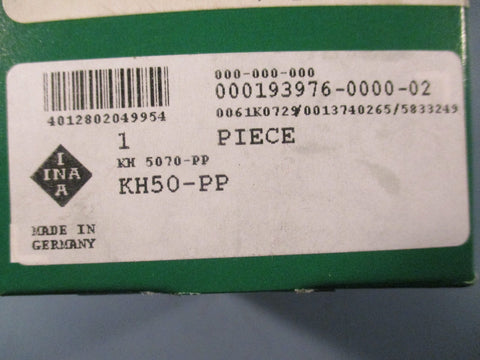 000-000-000
000193976-0000-02
0061K0729/0013740265/5833249
4012802049954
1 PIECE
KH 5070-PP
KH50-PP
I
INA
A
MADE IN
GERMANY